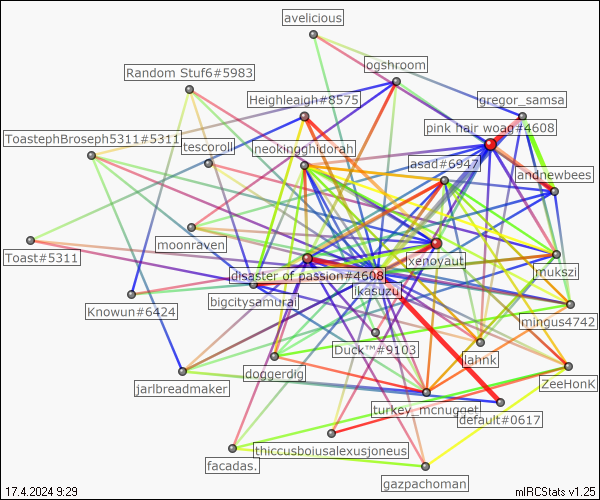 avelicious
ogshroom
Random Stuf6#5983
Heighleaigh#8575
gregor_samsa
pink hair woag#4608
ToastephBroseph5311#5311
tescoroll
neokingghidorah
asad#6947
andnewbees
moonraven
Toast#5311
xenoyaut
mukszi
disaster of passion#4608
ikasuzu
bigcitysamurai
Knowun#6424
mingus4742
Duck™#9103
lahnk
doggerdig
jarlbreadmaker
ZeeHonK
turkey_mcnugget
default#0617
thiccusboiusalexusjoneus
facadas.
gazpachoman
17.4.2024 9:29
mIRCStats v1.25